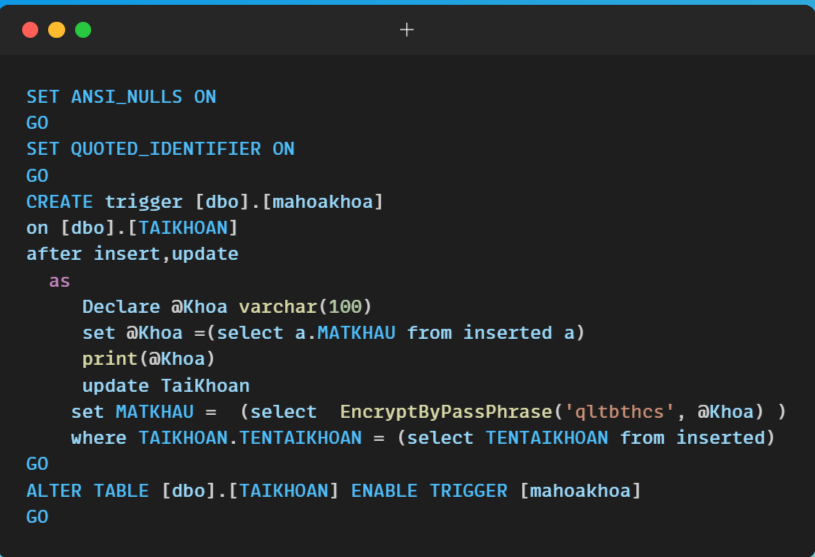 SET ANSI_NULLS ON
GO
SET QUOTED_IDENTIFIER ON
GO
CREATE trigger [dbo].[mahoakhoa]
on [dbo].[TAIKHOAN]
after insert,update
as
Declare @Khoa varchar(100)
set @Khoa =(select a.MATKHAU from inserted a)
print(@Khoa)
update TaiKhoan
set MATKHAU =  (select  EncryptByPassPhrase('qltbthcs', @Khoa) )
where TAIKHOAN.TENTAIKHOAN = (select TENTAIKHOAN from inserted)
GO
ALTER TABLE [dbo].[TAIKHOAN] ENABLE TRIGGER [mahoakhoa]
GO